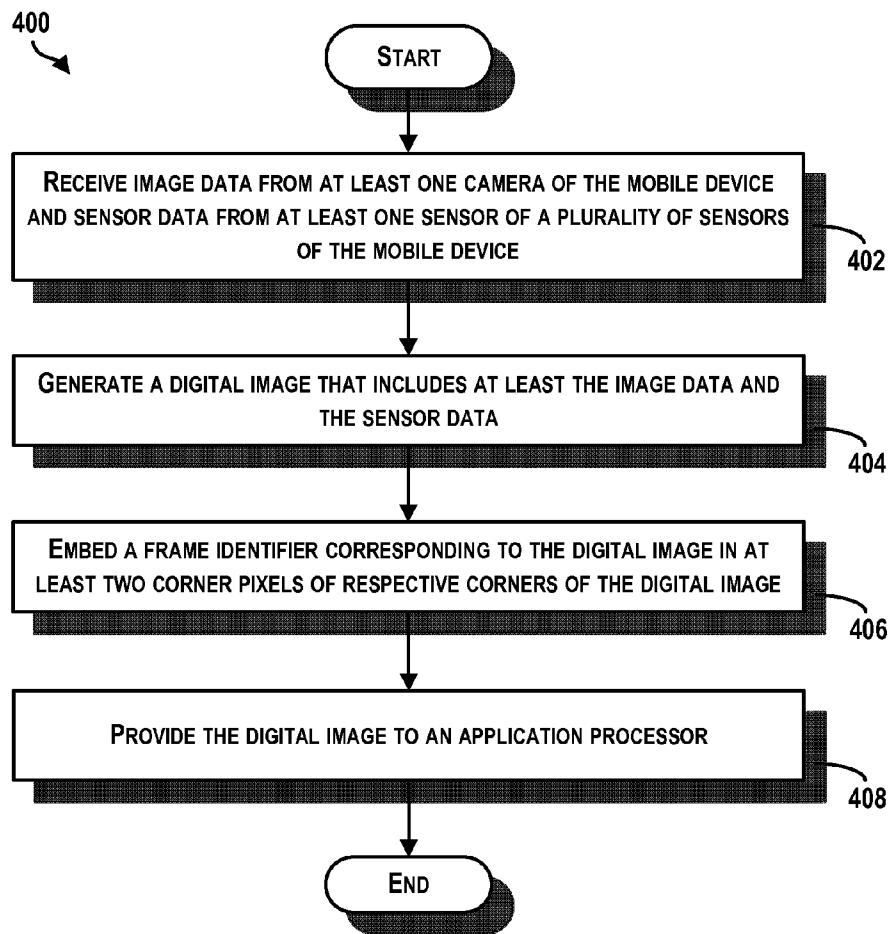 400
START
RECEIVE IMAGE DATA FROM AT LEAST ONE CAMERA OF THE MOBILE DEVICE
AND SENSOR DATA FROM AT LEAST ONE SENSOR OF A PLURALITY OF SENSORS
OF THE MOBILE DEVICE
402
GENERATE A DIGITAL IMAGE THAT INCLUDES AT LEAST THE IMAGE DATA AND
THE SENSOR DATA
404
EMBED A FRAME IDENTIFIER CORRESPONDING TO THE DIGITAL IMAGE IN AT
LEAST TWO CORNER PIXELS OF RESPECTIVE CORNERS OF THE DIGITAL IMAGE
406
PROVIDE THE DIGITAL IMAGE TO AN APPLICATION PROCESSOR
408
END